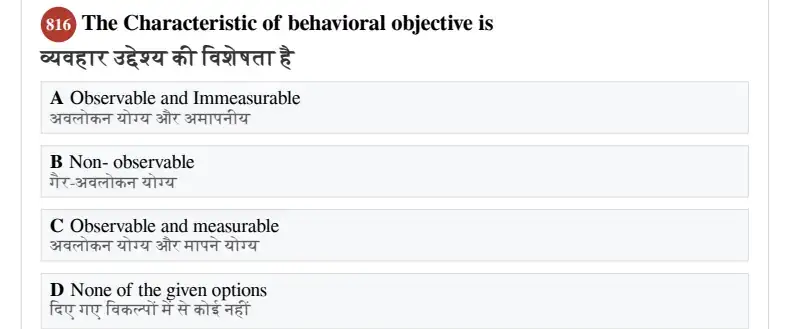 816 The Characteristic of behavioral objective is
व्यवहार उद्देश्य की विशेषता है
A Observable and Immeasurable
अवलोकन योग्य और अमापनीय
B Non- observable
गैर-अवलोकन योग्य
C Observable and measurable
अवलोकन योग्य और मापने योग्य
D None of the given options
दिए गए विकल्पों में से कोई नहीं